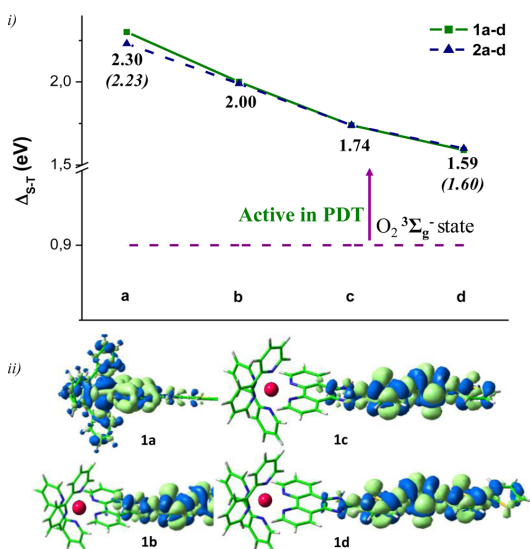 i)
1a-d
2a-d
2,0
1,5
0,9
ΔS-T (eV)
2.30
(2.23)
2.00
1.74
1.59
(1.60)
Active in PDT
O2 ³Σg⁻ state
a b c d
ii)
1a 1c
1b 1d